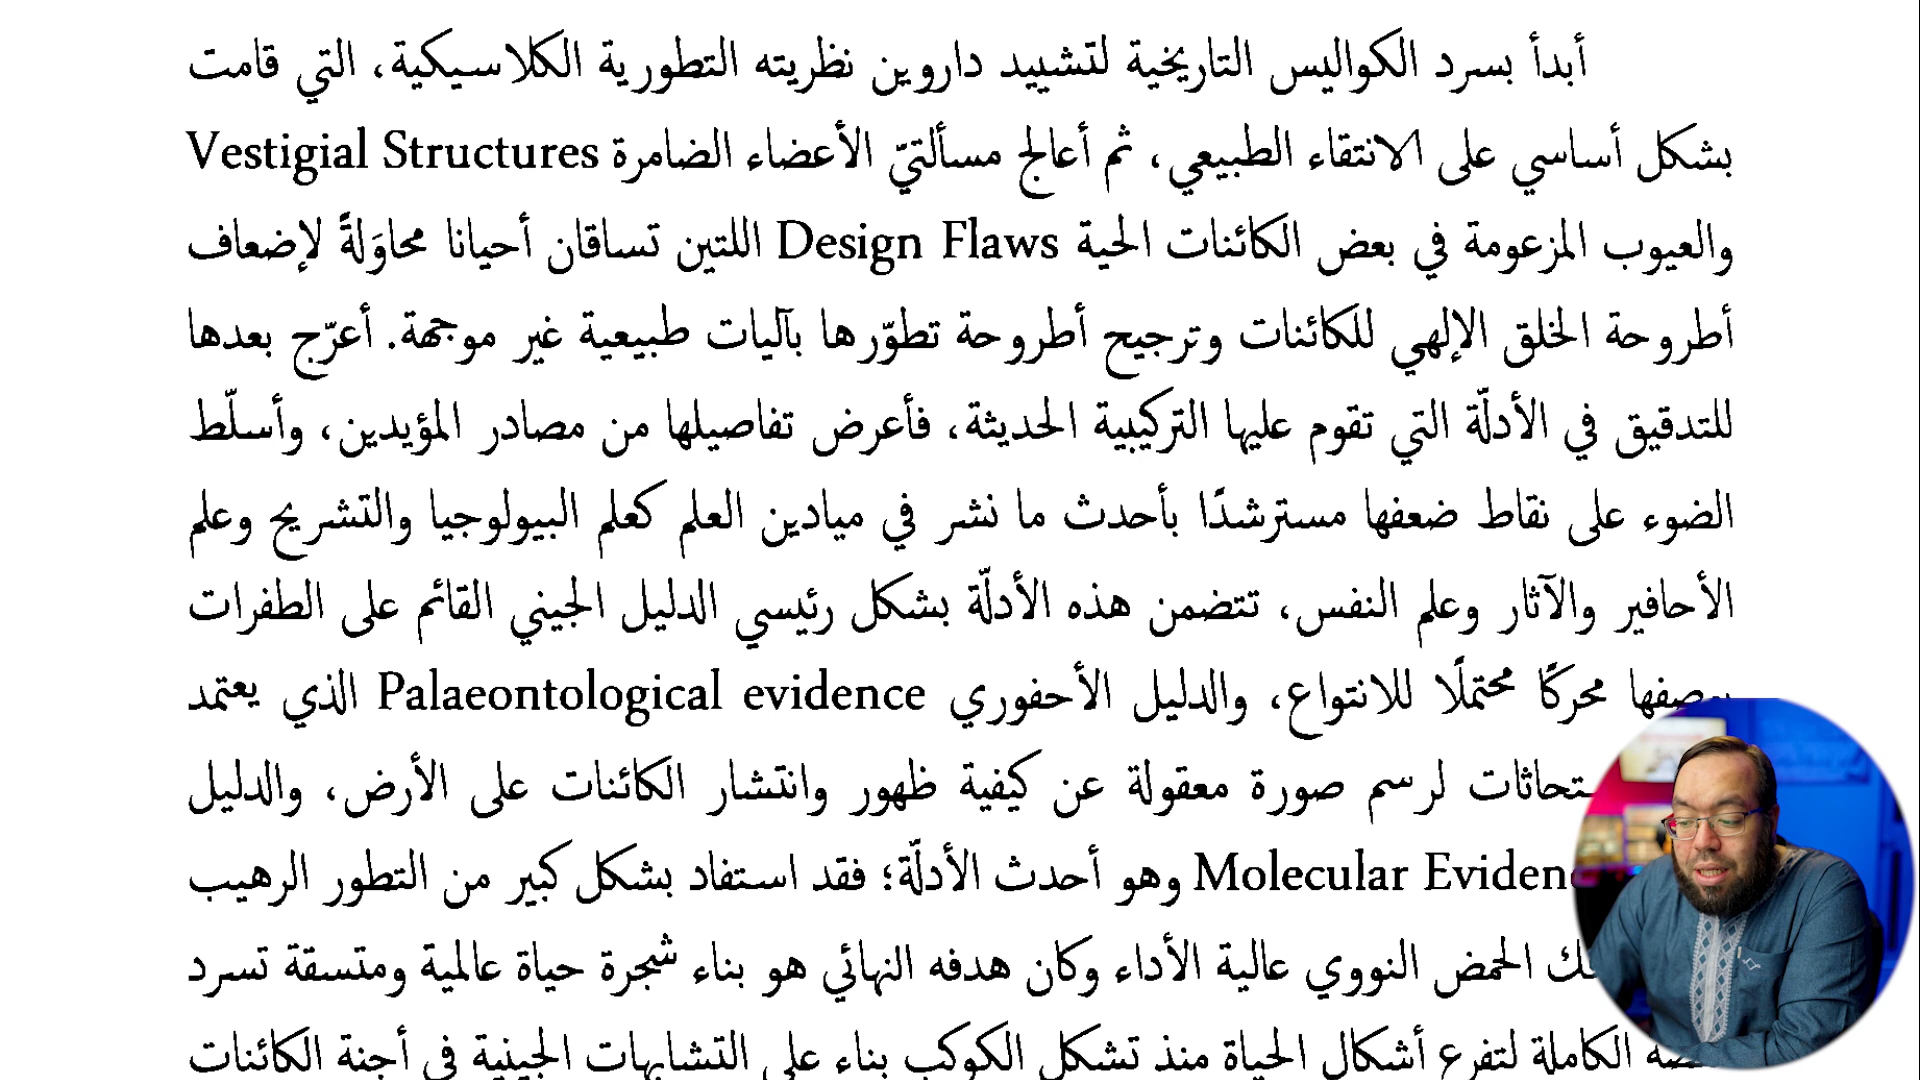 أبدأ بسرد الكواليس التاريخية لتشييد داروين نظريته التطورية الكلاسيكية، التي قامت
بشكل أساسي على الانتقاء الطبيعي، ثم أعالج مسألتيّ الأعضاء الضامرة Vestigial Structures
والعيوب المزعومة في بعض الكائنات الحية Design Flaws اللتين تساقان أحيانا محاوَلةً لإضعاف
أطروحة الخلق الإلهي للكائنات وترجيح أطروحة تطوّرها بآليات طبيعية غير موجهة. أعرّج بعدها
للتدقيق في الأدلّة التي تقوم عليها التركيبية الحديثة، فأعرض تفاصيلها من مصادر المؤيدين، وأسلّط
الضوء على نقاط ضعفها مسترشدًا بأحدث ما نشر في ميادين العلم كعلم البيولوجيا والتشريح وعلم
الأحافير والآثار وعلم النفس، تتضمن هذه الأدلّة بشكل رئيسي الدليل الجيني القائم على الطفرات
بوصفها محركًا محتملًا للانتواع، والدليل الأحفوري Palaeontological evidence الذي يعتمد
لرسم صورة معقولة عن كيفية ظهور وانتشار الكائنات على الأرض، والدليل
Molecular وهو أحدث الأدلّة؛ فقد استفاد بشكل كبير من التطور الرهيب
الحمض النووي عالية الأداء وكان هدفه النهائي هو بناء شجرة حياة عالمية ومتسقة تسرد
الكاملة لتفرع أشكال الحياة منذ تشكل الكوكب بناء على التشابهات الجينية في أجنة الكائنات